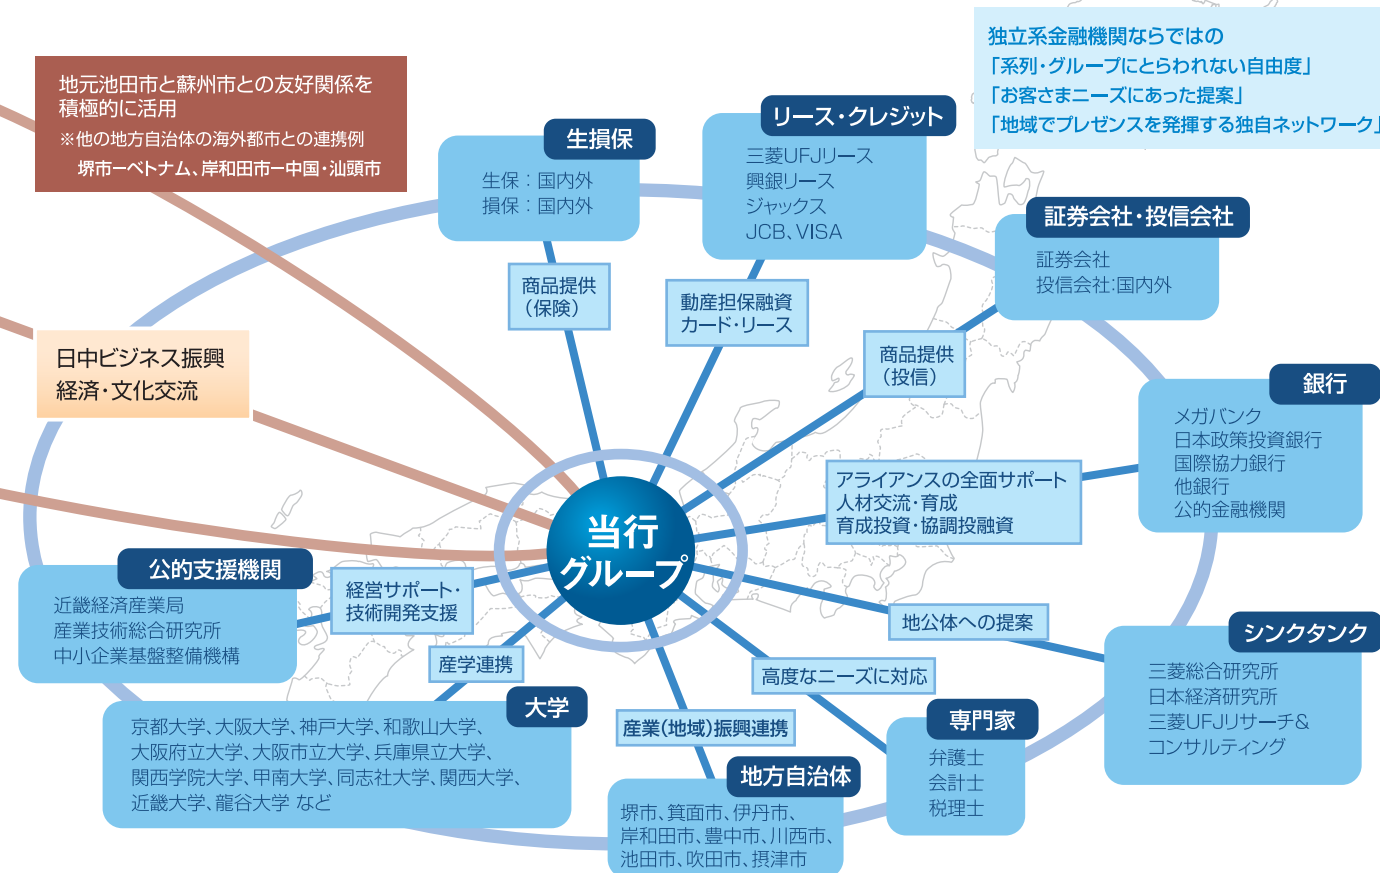 独立系金融機関ならではの
「系列・グループにとらわれない自由度」
「お客さまニーズにあった提案」
「地域でプレゼンスを発揮する独自ネットワーク」
地元池田市と蘇州市との友好関係を
積極的に活用
※他の地方自治体の海外都市との連携例
堺市ーベトナム、岸和田市ー中国・汕頭市
生損保
生保：国内外
損保：国内外
リース・クレジット
三菱UFJリース
興銀リース
ジャックス
JCB、VISA
証券会社・投信会社
証券会社
投信会社:国内外
商品提供
（保険）
動産担保融資
カード・リース
商品提供
（投信）
日中ビジネス振興
経済・文化交流
銀行
メガバンク
日本政策投資銀行
国際協力銀行
他銀行
公的金融機関
アライアンスの全面サポート
人材交流・育成
育成投資・協調投融資
当行
グループ
公的支援機関
近畿経済産業局
産業技術総合研究所
中小企業基盤整備機構
経営サポート・
技術開発支援
地公体への提案
シンクタンク
三菱総合研究所
日本経済研究所
三菱UFJリサーチ&
コンサルティング
産学連携
高度なニーズに対応
大学
京都大学、大阪大学、神戸大学、和歌山大学、
大阪府立大学、大阪市立大学、兵庫県立大学、
関西学院大学、甲南大学、同志社大学、関西大学、
近畿大学、龍谷大学 など
産業(地域)振興連携
専門家
弁護士
会計士
税理士
地方自治体
堺市、箕面市、伊丹市、
岸和田市、豊中市、川西市、
池田市、吹田市、摂津市